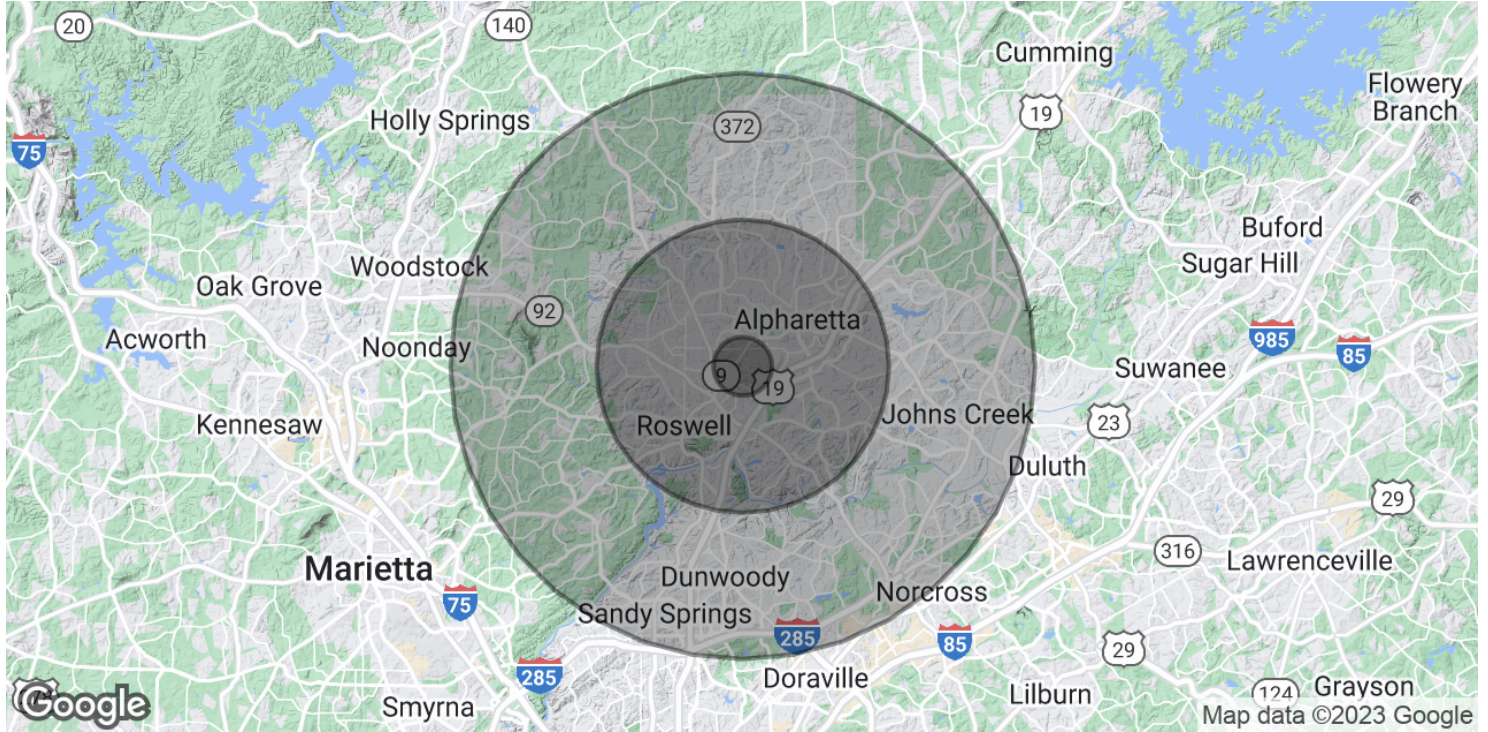 20
140
Cumming
Flowery
Branch
19
Holly Springs
372
75
Buford
Sugar Hill
Woodstock
Oak Grove
92
Alpharetta
Acworth
Noonday
985
85
Suwanee
9
19
Johns Creek
23
Kennesaw
Roswell
Duluth
29
316
Lawrenceville
Marietta
Dunwoody
Norcross
75
Sandy Springs
285
85
29
285
Doraville
Lilburn
124
Grayson
Smyrna
Google
Map data ©2023 Google